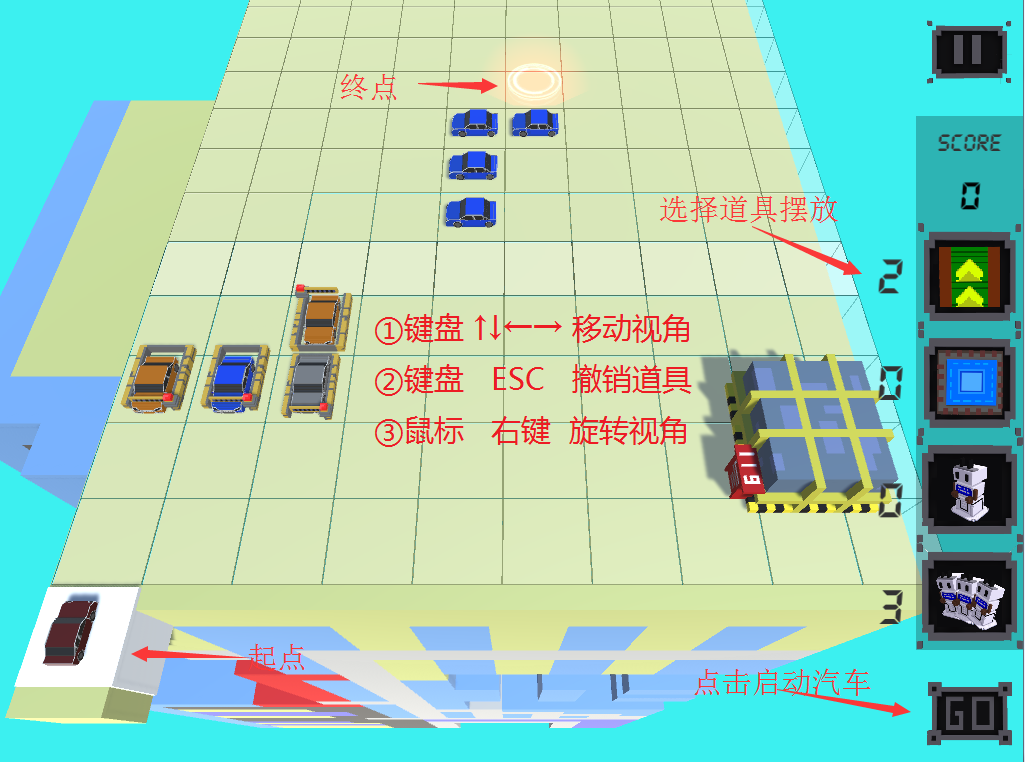 终点
SCORE
0
选择道具摆放
2
①键盘 ↑↓←→ 移动视角
②键盘 ESC 撤销道具
0
③鼠标 右键 旋转视角
611
0
3
起点
点击启动汽车
GO